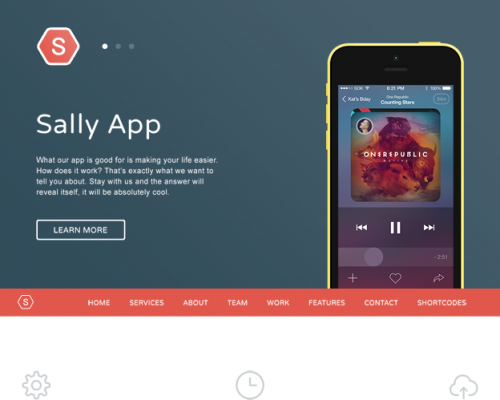 S
Sally App
What our app is good for is making your life easier.
How does it work? That's exactly what we want to
tell you about. Stay with us and the answer will
reveal itself, it will be absolutely cool.
LEARN MORE
8:21 PM 100%
Kat's Bday
One Republic
Counting Stars
ONEREPUBLIC
NATIVE
-2:51
S HOME SERVICES ABOUT TEAM WORK FEATURES CONTACT SHORTCODES